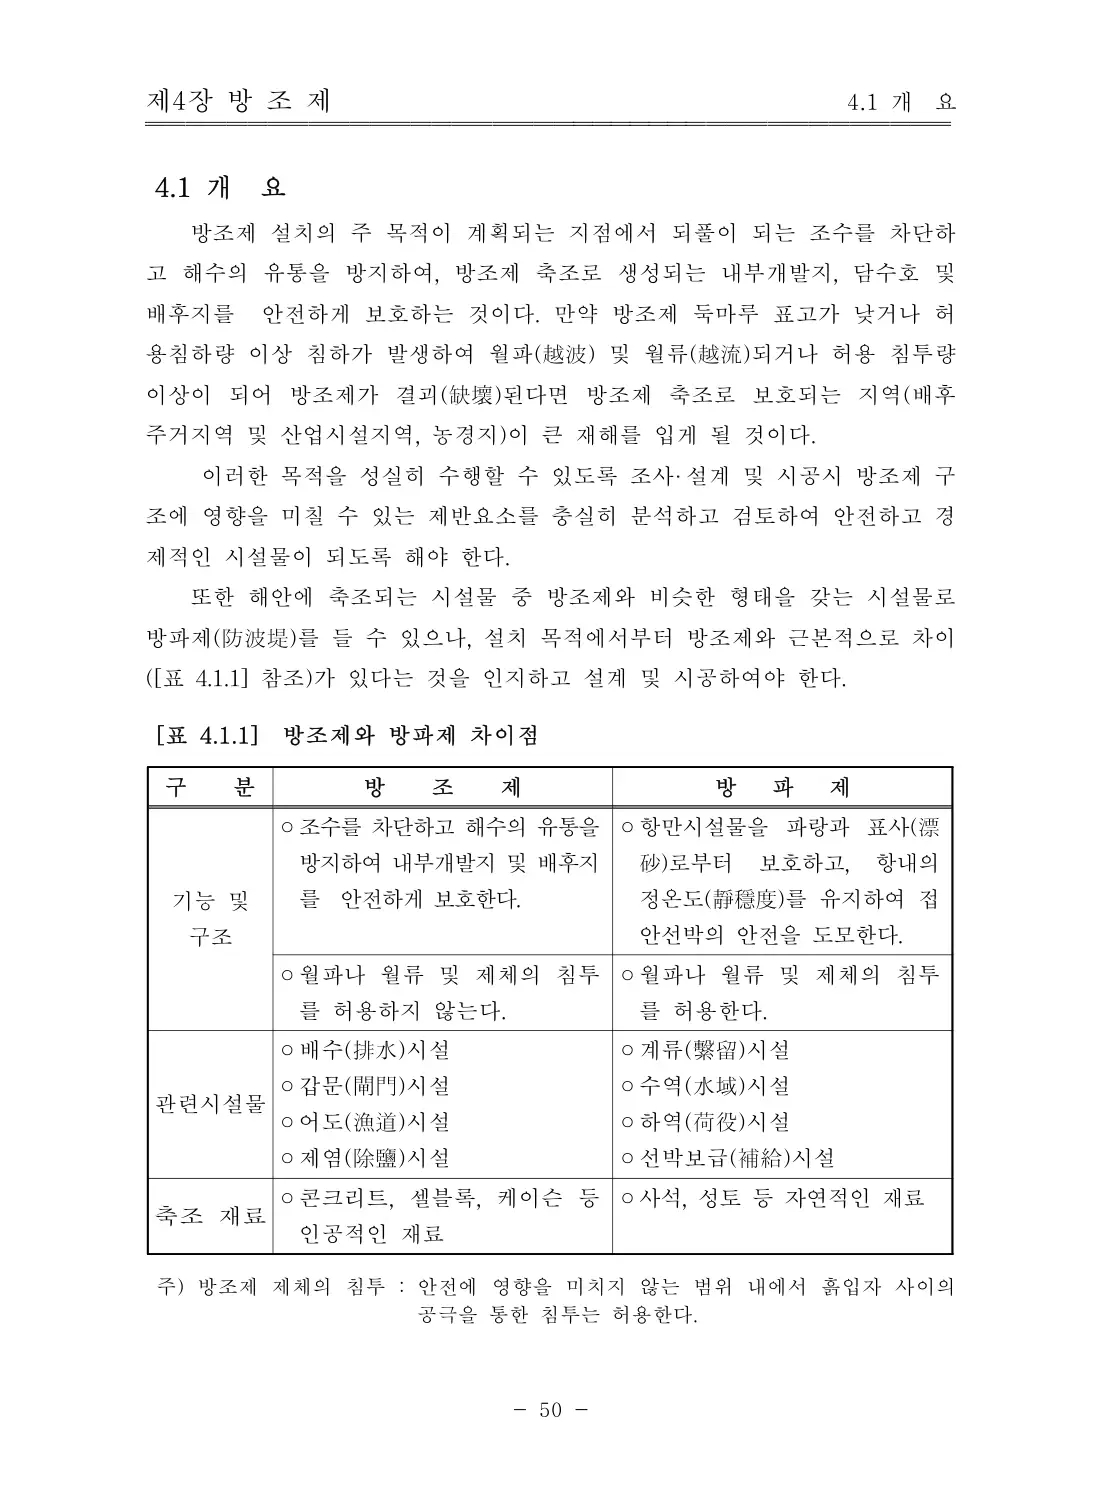 제4장 방 조 제
4.1 개 요
4.1 개 요
방조제 설치의 주 목적이 계획되는 지점에서 되풀이 되는 조수를 차단하
고 해수의 유통을 방지하여, 방조제 축조로 생성되는 내부개발지, 담수호 및
배후지를 안전하게 보호하는 것이다. 만약 방조제 둑마루 표고가 낮거나 허
용침하량 이상 침하가 발생하여 월파(越波) 및 월류(越流)되거나 허용 침투량
이상이 되어 방조제가 결괴(缺壞)된다면 방조제 축조로 보호되는 지역(배후
주거지역 및 산업시설지역, 농경지)이 큰 재해를 입게 될 것이다.
이러한 목적을 성실히 수행할 수 있도록 조사·설계 및 시공시 방조제 구
조에 영향을 미칠 수 있는 제반요소를 충실히 분석하고 검토하여 안전하고 경
제적인 시설물이 되도록 해야 한다.
또한 해안에 축조되는 시설물 중 방조제와 비슷한 형태을 갖는 시설물로
방파제(防波堤)를 들 수 있으나, 설치 목적에서부터 방조제와 근본적으로 차이
([표 4.1.1] 참조)가 있다는 것을 인지하고 설계 및 시공하여야 한다.
[표 4.1.1] 방조제와 방파제 차이점
구 분 방 조 제 방 파 제
기능 및
구조
○ 조수를 차단하고 해수의 유통을
방지하여 내부개발지 및 배후지
를 안전하게 보호한다.
○ 항만시설물을 파랑과 표사(漂
砂)로부터 보호하고, 항내의
정온도(靜穩度)를 유지하여 접
안선박의 안전을 도모한다.
○ 월파나 월류 및 제체의 침투
를 허용하지 않는다.
○ 월파나 월류 및 제체의 침투
를 허용한다.
관련시설물
○ 배수(排水)시설
○ 갑문(閘門)시설
○ 어도(漁道)시설
○ 제염(除鹽)시설
○ 계류(繫留)시설
○ 수역(水域)시설
○ 하역(荷役)시설
○ 선박보급(補給)시설
축조 재료
○ 콘크리트, 셀블록, 케이슨 등
인공적인 재료
○ 사석, 성토 등 자연적인 재료
주) 방조제 제체의 침투 : 안전에 영향을 미치지 않는 범위 내에서 흙입자 사이의
공극을 통한 침투는 허용한다.
- 50 -